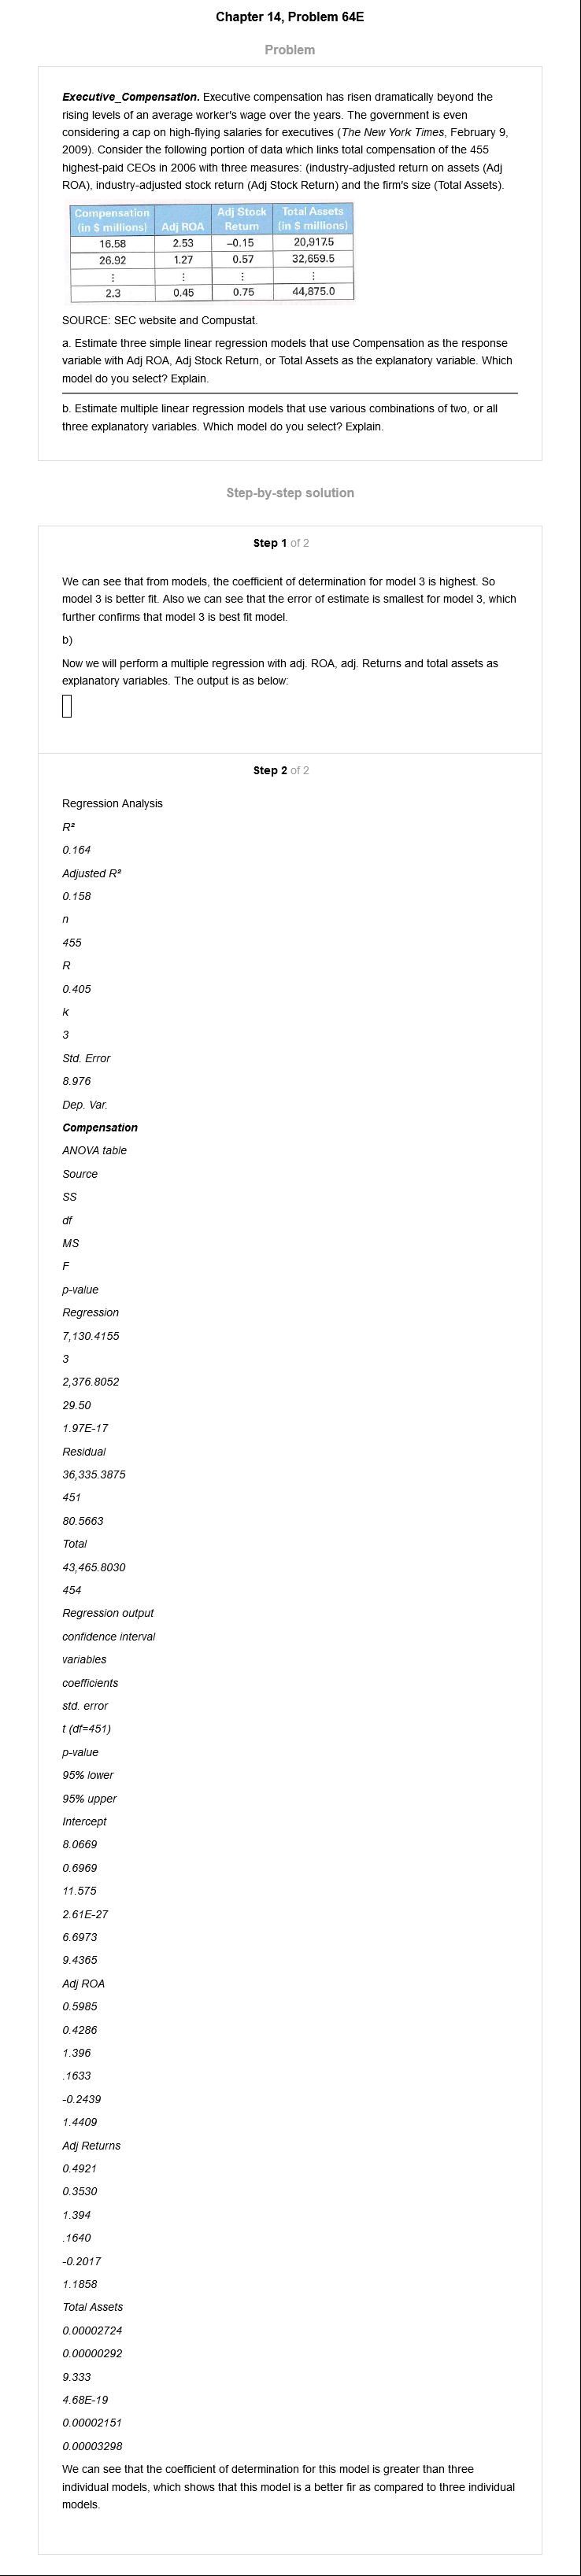 Chapter 14, Problem 64E
Problem
Executive_Compensation. Executive compensation has risen dramatically beyond the
rising levels of an average worker's wage over the years. The government is even
considering a cap on high-flying salaries for executives (The New York Times, February 9,
2009). Consider the following portion of data which links total compensation of the 455
highest-paid CEOs in 2006 with three measures: (industry-adjusted return on assets (Adj
ROA), industry-adjusted stock return (Adj Stock Return) and the firm's size (Total Assets).
Compensation (in $ millions) Adj ROA Adj Stock Return Total Assets (in $ millions)
16.58 2.53 –0.15 20,917.5
26.92 1.27 0.57 32,659.5
⋮ ⋮ ⋮ ⋮
2.3 0.45 0.75 44,875.0
SOURCE: SEC website and Compustat.
a. Estimate three simple linear regression models that use Compensation as the response
variable with Adj ROA, Adj Stock Return, or Total Assets as the explanatory variable. Which
model do you select? Explain.
b. Estimate multiple linear regression models that use various combinations of two, or all
three explanatory variables. Which model do you select? Explain.
Step-by-step solution
Step 1 of 2
We can see that from models, the coefficient of determination for model 3 is highest. So
model 3 is better fit. Also we can see that the error of estimate is smallest for model 3, which
further confirms that model 3 is best fit model.
b)
Now we will perform a multiple regression with adj. ROA, adj. Returns and total assets as
explanatory variables. The output is as below:
Step 2 of 2
Regression Analysis
R²
0.164
Adjusted R²
0.158
n
455
R
0.405
k
3
Std. Error
8.976
Dep. Var.
Compensation
ANOVA table
Source
SS
df
MS
F
p-value
Regression
7,130.4155
3
2,376.8052
29.50
1.97E-17
Residual
36,335.3875
451
80.5663
Total
43,465.8030
454
Regression output
confidence interval
variables
coefficients
std. error
t (df=451)
p-value
95% lower
95% upper
Intercept
8.0669
0.6969
11.575
2.61E-27
6.6973
9.4365
Adj ROA
0.5985
0.4286
1.396
.1633
-0.2439
1.4409
Adj Returns
0.4921
0.3530
1.394
.1640
-0.2017
1.1858
Total Assets
0.00002724
0.00000292
9.333
4.68E-19
0.00002151
0.00003298
We can see that the coefficient of determination for this model is greater than three
individual models, which shows that this model is a better fir as compared to three individual
models.